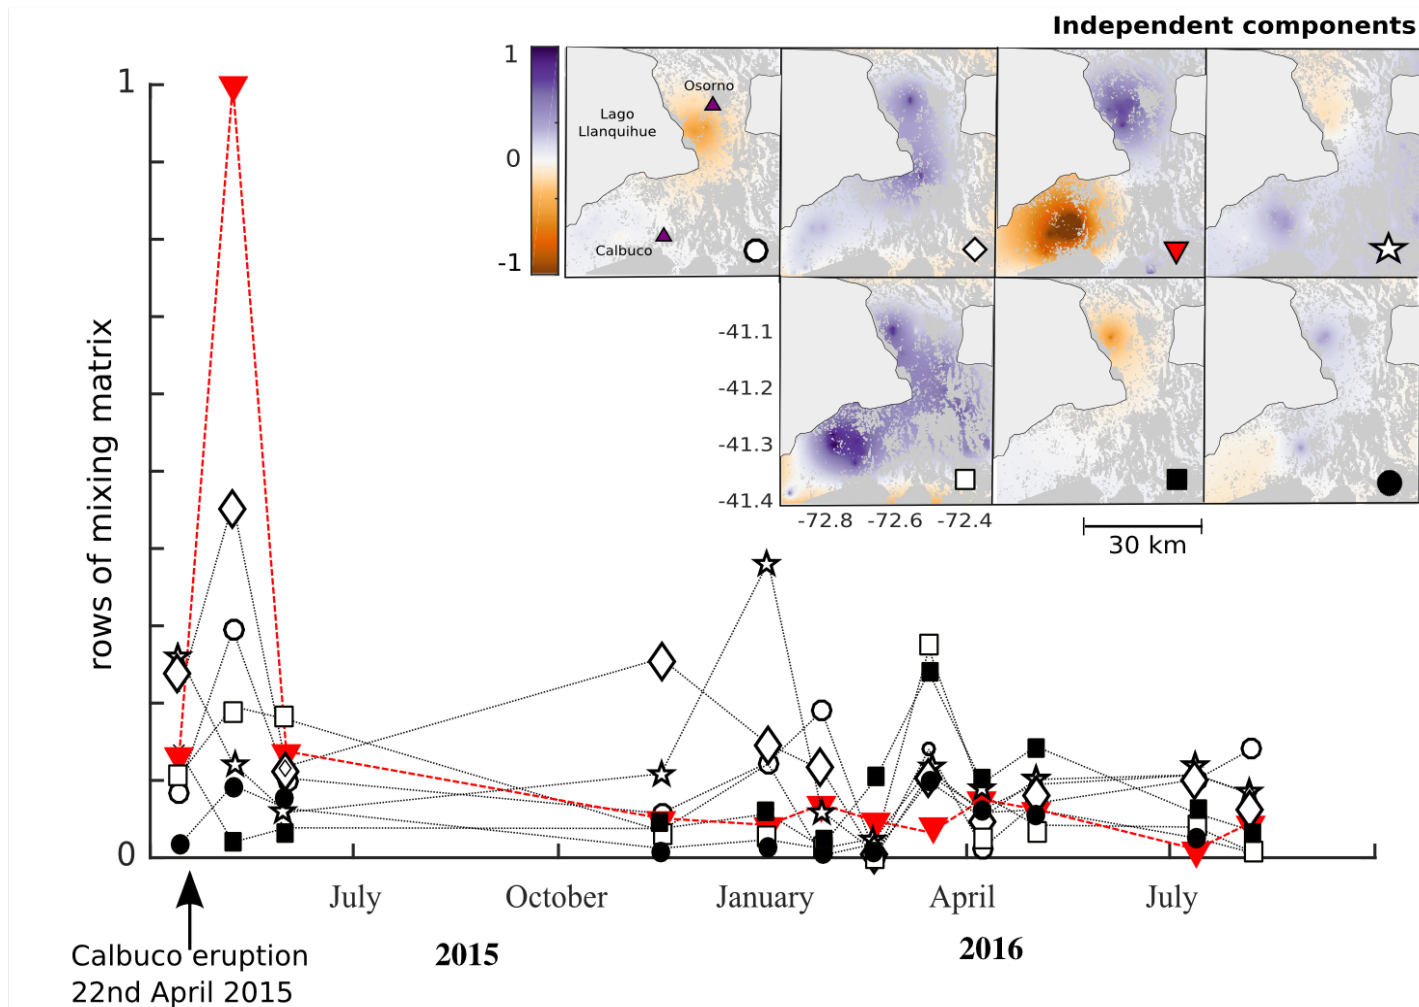 Independent components
1
0
-1
Osorno
Lago
Llanquihue
Calbuco
-41.1
-41.2
-41.3
-41.4
-72.8 -72.6 -72.4
30 km
rows of mixing matrix
1
0
July
October
January
April
July
2015
2016
Calbuco eruption
22nd April 2015